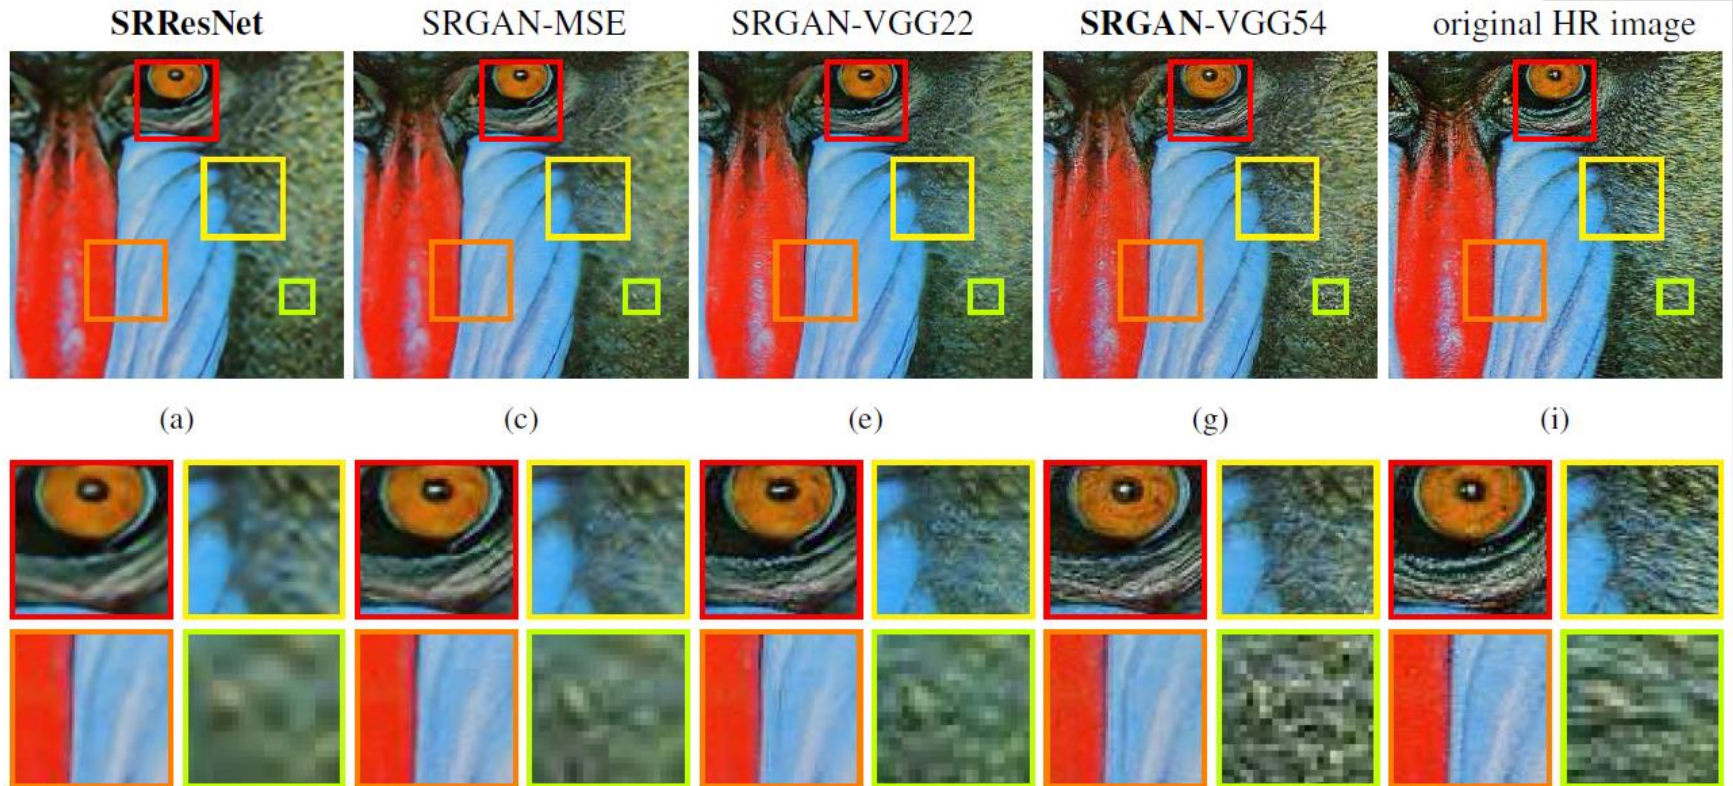 SRResNet SRGAN-MSE SRGAN-VGG22 SRGAN-VGG54 original HR image
(a) (c) (e) (g) (i)